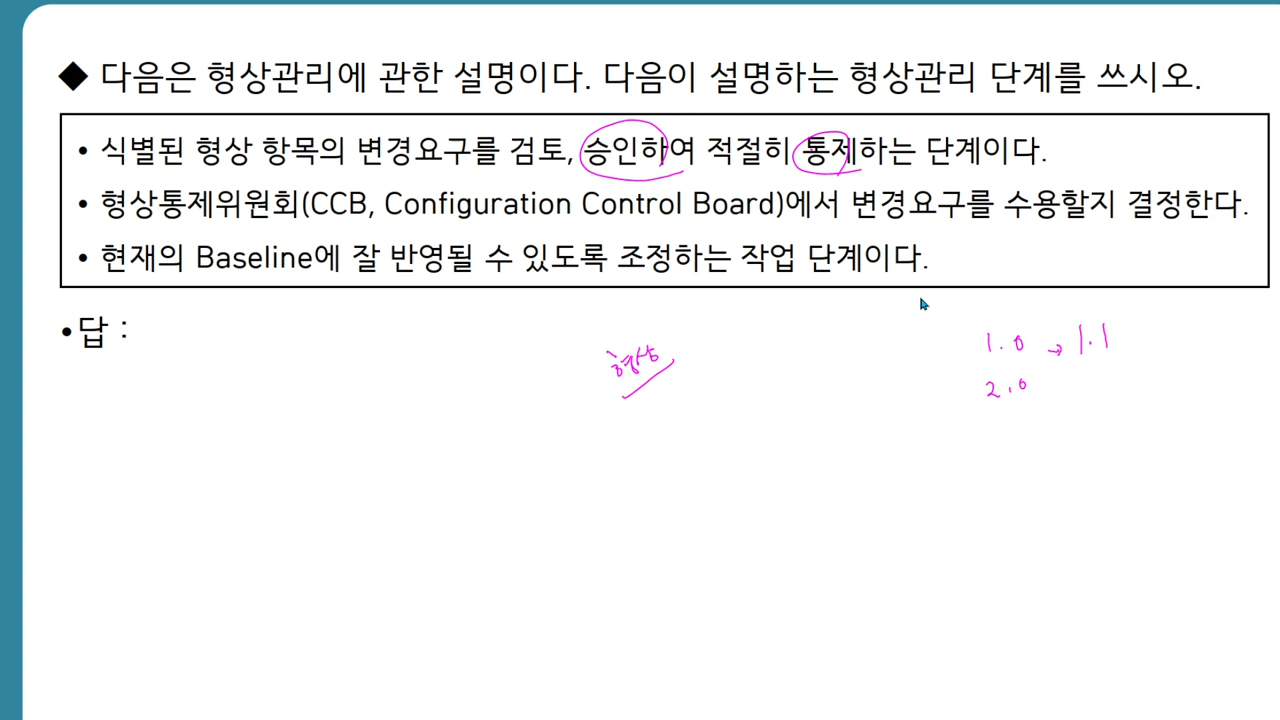 ◆ 다음은 형상관리에 관한 설명이다. 다음이 설명하는 형상관리 단계를 쓰시오.
• 식별된 형상 항목의 변경요구를 검토, 승인하여 적절히 통제하는 단계이다.
• 형상통제위원회(CCB, Configuration Control Board)에서 변경요구를 수용할지 결정한다.
• 현재의 Baseline에 잘 반영될 수 있도록 조정하는 작업 단계이다.
•답 :
형상
1.0 → 1.1
2.0